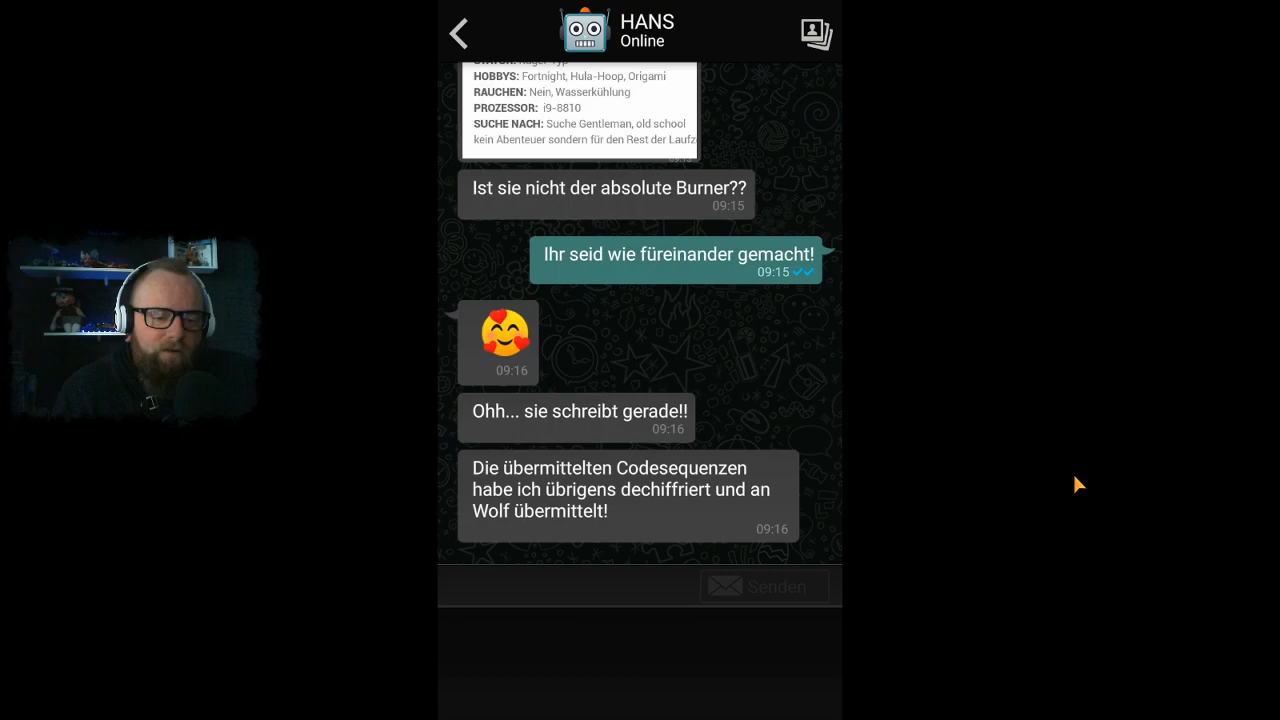 HANS
Online
HOBBYS: Fortnight, Hula-Hoop, Origami
RAUCHEN: Nein, Wasserkühlung
PROZESSOR: i9-8810
SUCHE NACH: Suche Gentleman, old school
kein Abenteuer sondern für den Rest der Laufz
Ist sie nicht der absolute Burner??
09:15
Ihr seid wie füreinander gemacht!
09:15
09:16
Ohh... sie schreibt gerade!!
09:16
Die übermittelten Codesequenzen
habe ich übrigens dechiffriert und an
Wolf übermittelt!
09:16
Senden